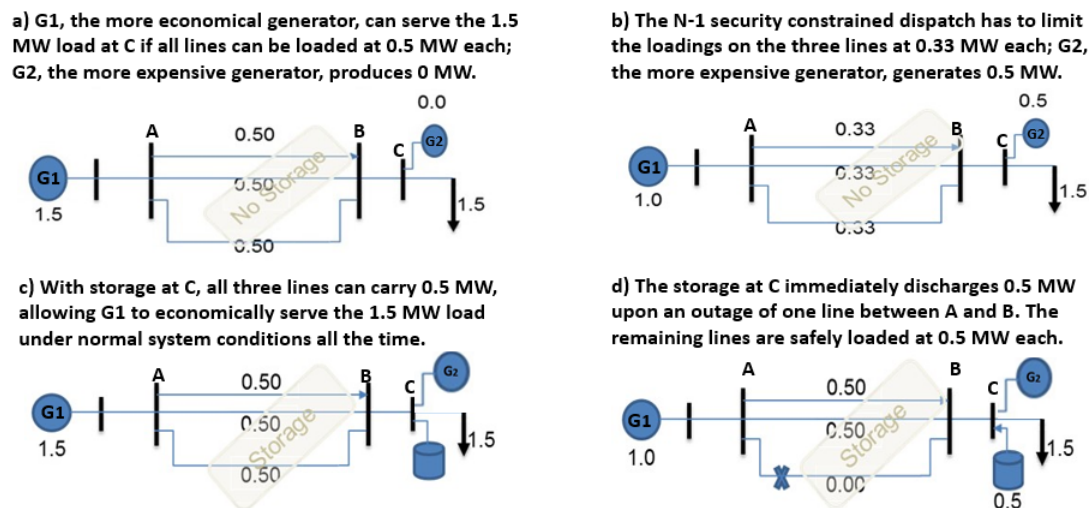 a) G1, the more economical generator, can serve the 1.5
MW load at C if all lines can be loaded at 0.5 MW each;
G2, the more expensive generator, produces 0 MW.
0.0
A
0.50
B
G2
C
G1
0.50
No Storage
1.5
1.5
0.50
b) The N-1 security constrained dispatch has to limit
the loadings on the three lines at 0.33 MW each; G2,
the more expensive generator, generates 0.5 MW.
0.5
A
0.33
B
G2
C
G1
0.33
No Storage
1.0
1.5
0.33
c) With storage at C, all three lines can carry 0.5 MW,
allowing G1 to economically serve the 1.5 MW load
under normal system conditions all the time.
A
0.50
B
G2
C
G1
0.50
Storage
1.5
1.5
0.50
d) The storage at C immediately discharges 0.5 MW
upon an outage of one line between A and B. The
remaining lines are safely loaded at 0.5 MW each.
A
0.50
B
G2
C
G1
0.50
Storage
1.0
1.5
0.00
0.5